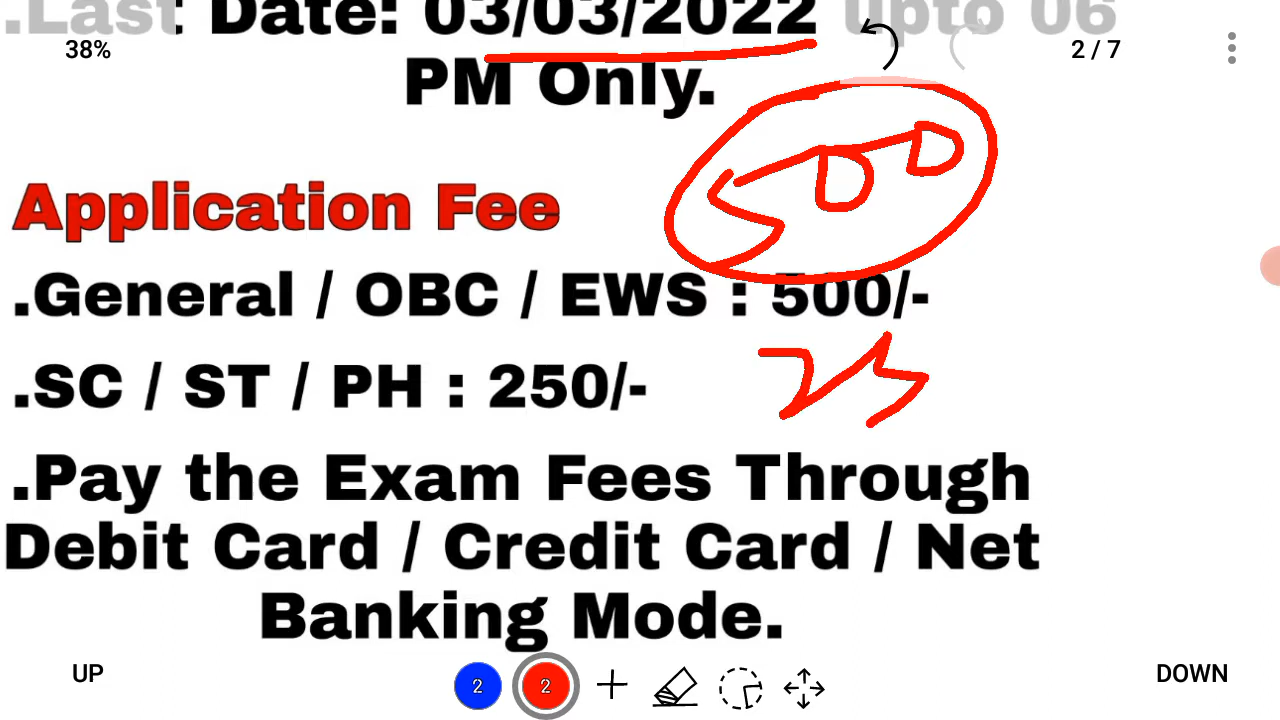 .Last Date: 03/03/2022 upto 06
38%
2 / 7
PM Only.
500
Application Fee
.General / OBC / EWS : 500/-
.SC / ST / PH : 250/-
25
.Pay the Exam Fees Through
Debit Card / Credit Card / Net
Banking Mode.
UP
2
2
DOWN